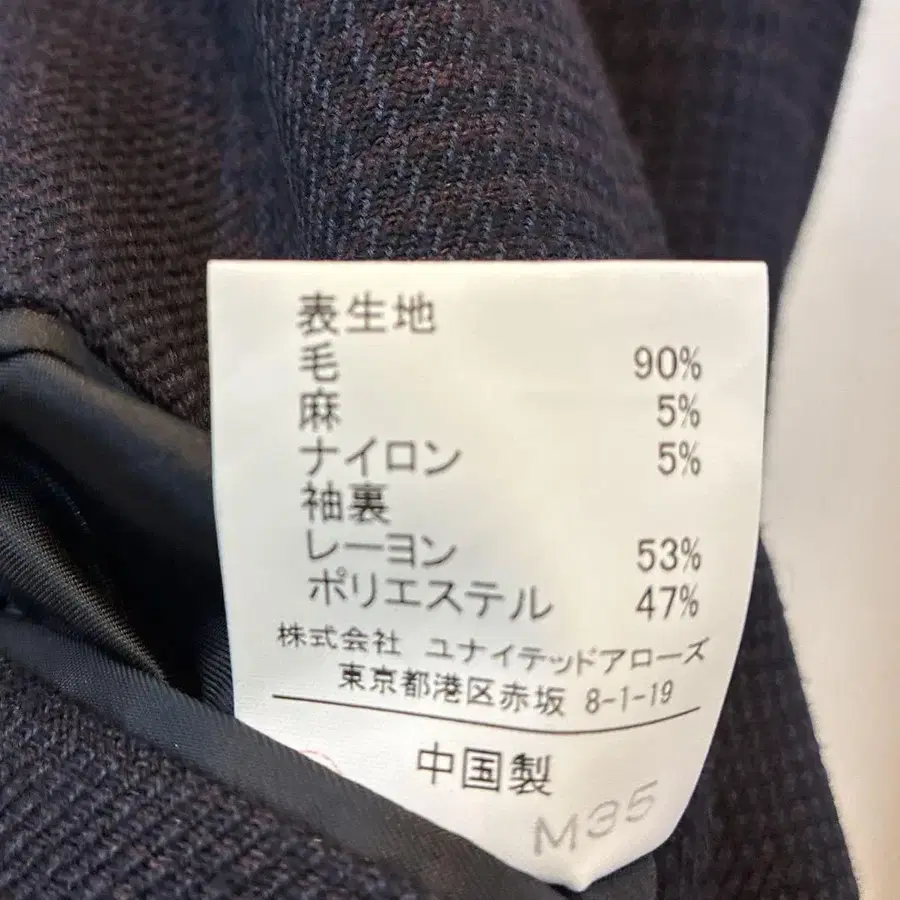 表生地
毛 90%
麻 5%
ナイロン 5%
袖裏
レーヨン 53%
ポリエステル 47%
株式会社 ユナイテッドアローズ
東京都港区赤坂 8-1-19
中国製
M35